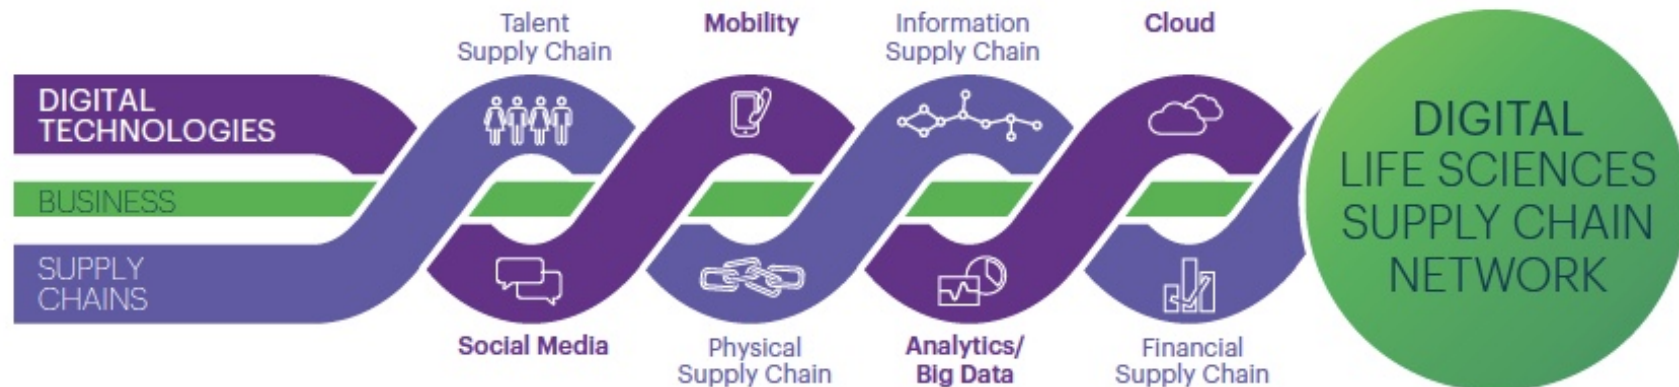 Talent
Supply Chain
Mobility
Information
Supply Chain
Cloud
DIGITAL
TECHNOLOGIES
BUSINESS
SUPPLY
CHAINS
Social Media
Physical
Supply Chain
Analytics/
Big Data
Financial
Supply Chain
DIGITAL
LIFE SCIENCES
SUPPLY CHAIN
NETWORK